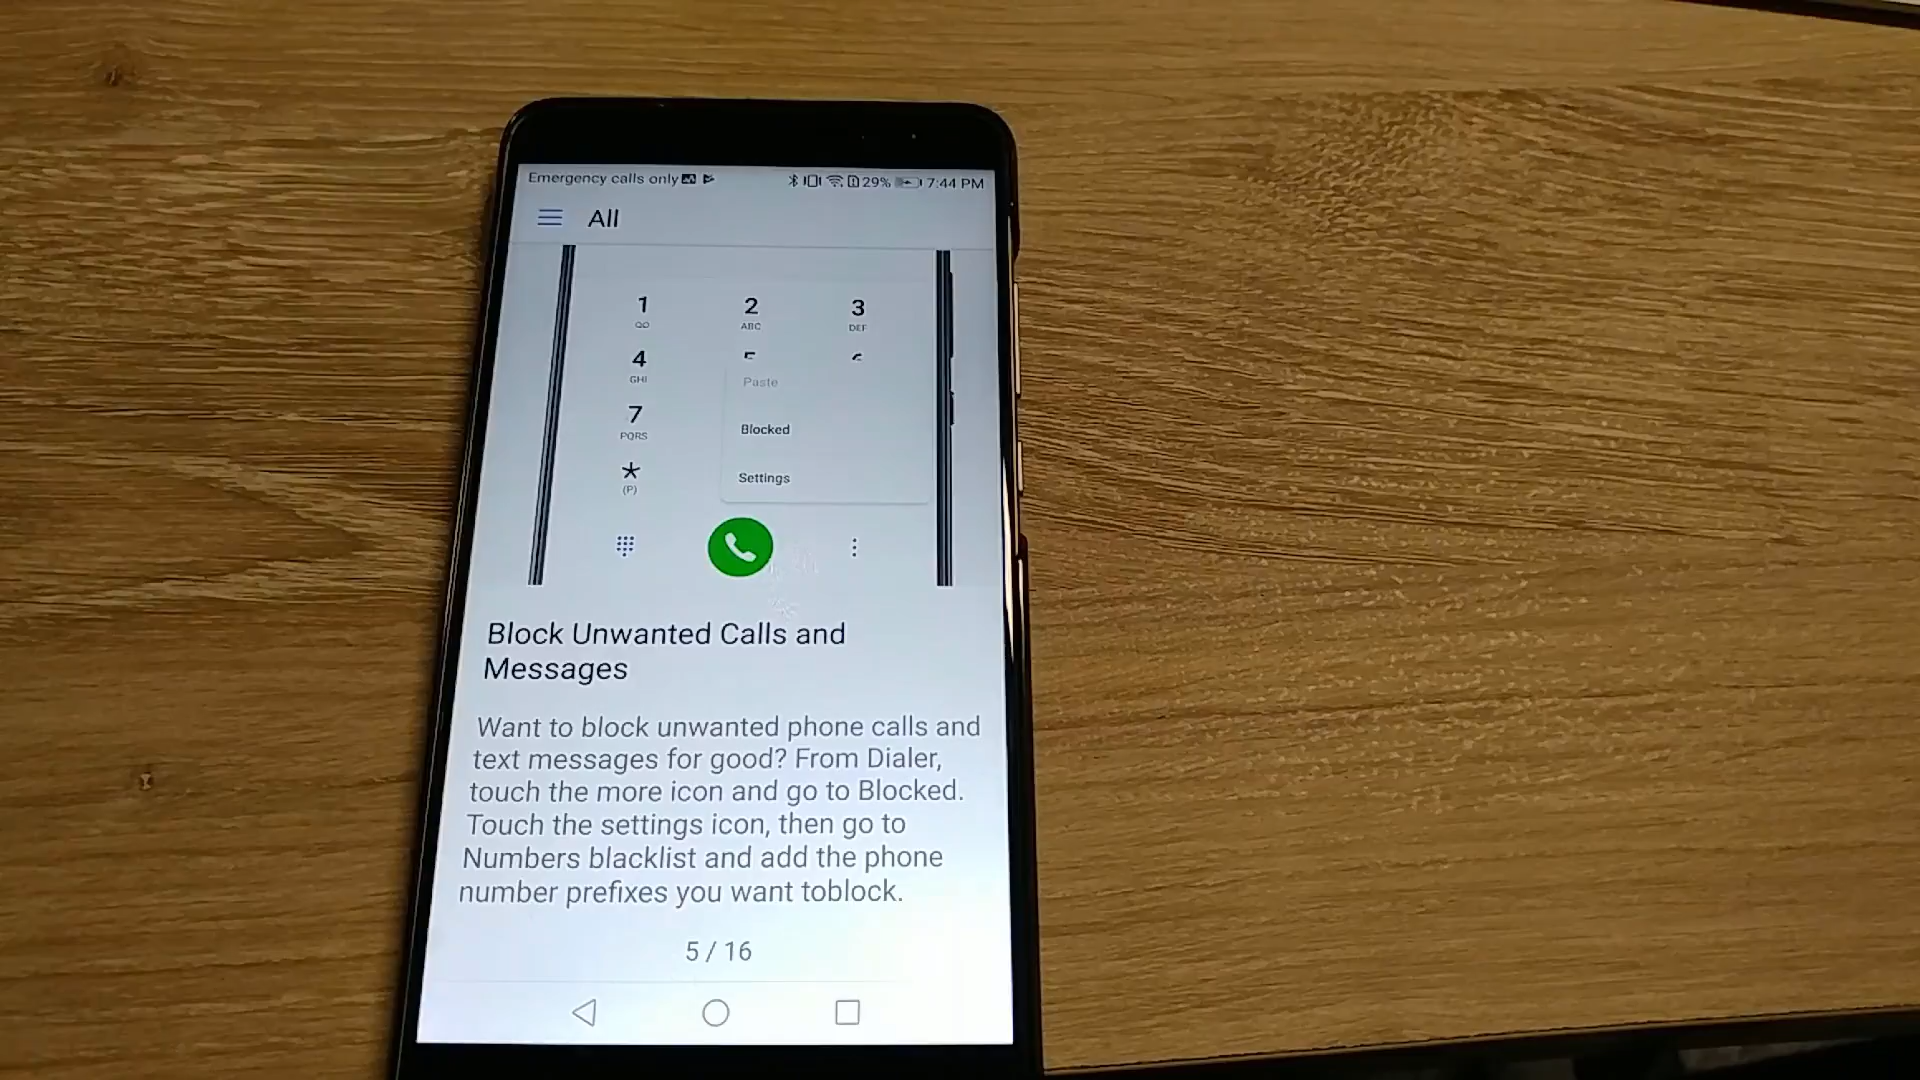 Emergency calls only 29% 7:44 PM
All
1 2 3
ABC DEF
4
GHI
Paste
7
PQRS
Blocked
*
(P)
Settings
Block Unwanted Calls and
Messages
Want to block unwanted phone calls and
text messages for good? From Dialer,
touch the more icon and go to Blocked.
Touch the settings icon, then go to
Numbers blacklist and add the phone
number prefixes you want toblock.
5 / 16